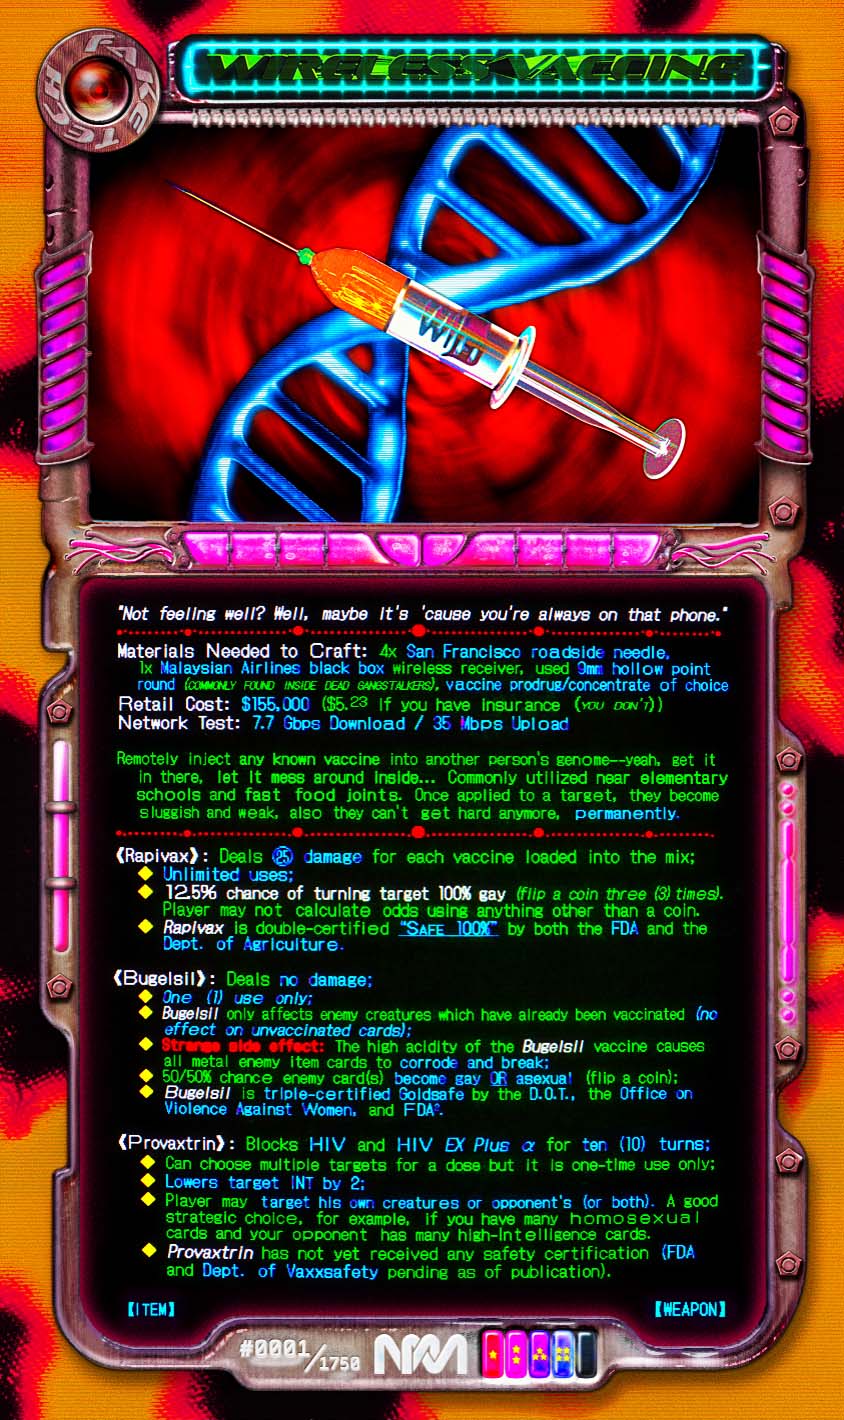 FAKE TECH
WIRELESS VACCINE
WILD
"Not feeling well? Well, maybe it's 'cause you're always on that phone."
Materials Needed to Craft: 4x San Francisco roadside needle,
1x Malaysian Airlines black box wireless receiver, used 9mm hollow point
round (COMMONLY FOUND INSIDE DEAD GANGSTALKERS), vaccine prodrug/concentrate of choice
Retail Cost: $155,000 ($5.23 if you have insurance (YOU DON'T))
Network Test: 7.7 Gbps Download / 35 Mbps Upload
Remotely inject any known vaccine into another person's genome--yeah, get it
in there, let it mess around inside... Commonly utilized near elementary
schools and fast food joints. Once applied to a target, they become
sluggish and weak, also they can't get hard anymore, permanently.
《Rapivax》: Deals 25 damage for each vaccine loaded into the mix;
Unlimited uses;
12.5% chance of turning target 100% gay (flip a coin three (3) times).
Player may not calculate odds using anything other than a coin.
Rapivax is double-certified "SAFE 100%" by both the FDA and the
Dept. of Agriculture.
《Bugelsil》: Deals no damage;
One (1) use only;
Bugelsil only affects enemy creatures which have already been vaccinated (no
effect on unvaccinated cards);
Strange side effect: The high acidity of the Bugelsil vaccine causes
all metal enemy item cards to corrode and break;
50/50% chance enemy card(s) become gay OR asexual (flip a coin);
Bugelsil is triple-certified Goldsafe by the D.O.T., the Office on
Violence Against Women, and FDA².
《Provaxtrin》: Blocks HIV and HIV EX Plus α for ten (10) turns;
Can choose multiple targets for a dose but it is one-time use only;
Lowers target INT by 2;
Player may target his own creatures or opponent's (or both). A good
strategic choice, for example, if you have many homosexual
cards and your opponent has many high-intelligence cards.
Provaxtrin has not yet received any safety certification (FDA
and Dept. of Vaxxsafety pending as of publication).
【ITEM】 【WEAPON】
#0001/1750 NPM